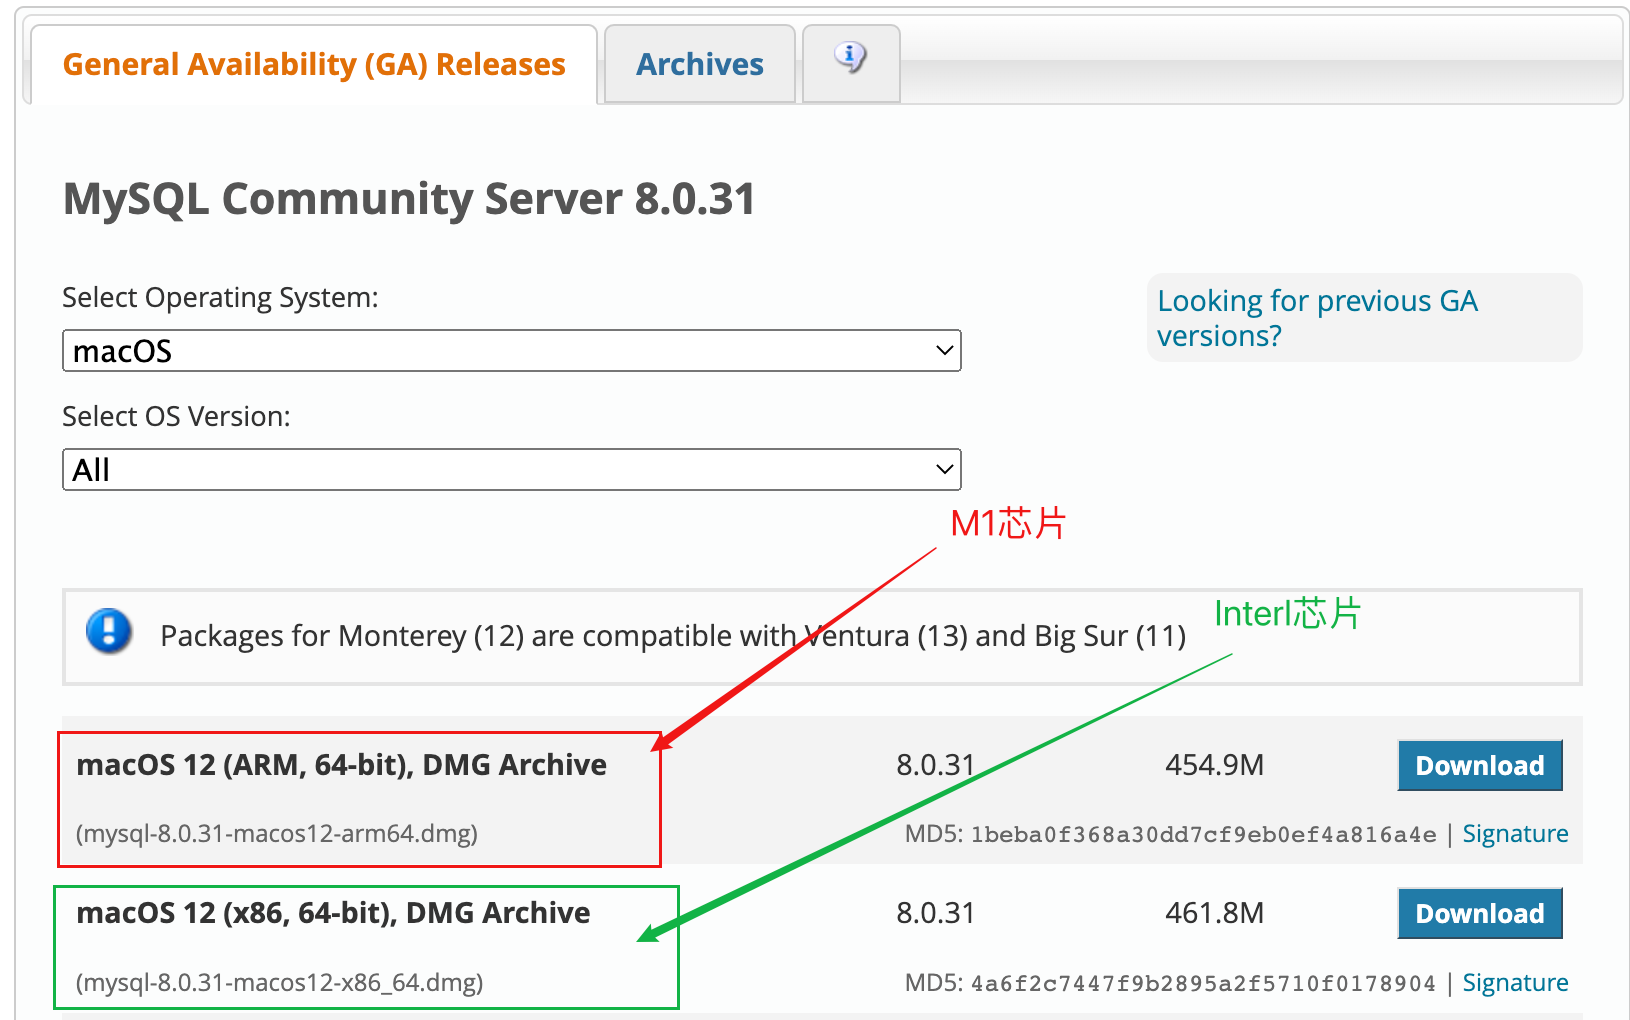 General Availability (GA) Releases
Archives
MySQL Community Server 8.0.31
Select Operating System:
Looking for previous GA
versions?
macOS
Select OS Version:
All
M1芯片
Interl芯片
Packages for Monterey (12) are compatible with Ventura (13) and Big Sur (11)
macOS 12 (ARM, 64-bit), DMG Archive 8.0.31 454.9M Download
(mysql-8.0.31-macos12-arm64.dmg) MD5: 1beba0f368a30dd7cf9eb0ef4a816a4e | Signature
macOS 12 (x86, 64-bit), DMG Archive 8.0.31 461.8M Download
(mysql-8.0.31-macos12-x86_64.dmg) MD5: 4a6f2c7447f9b2895a2f5710f0178904 | Signature